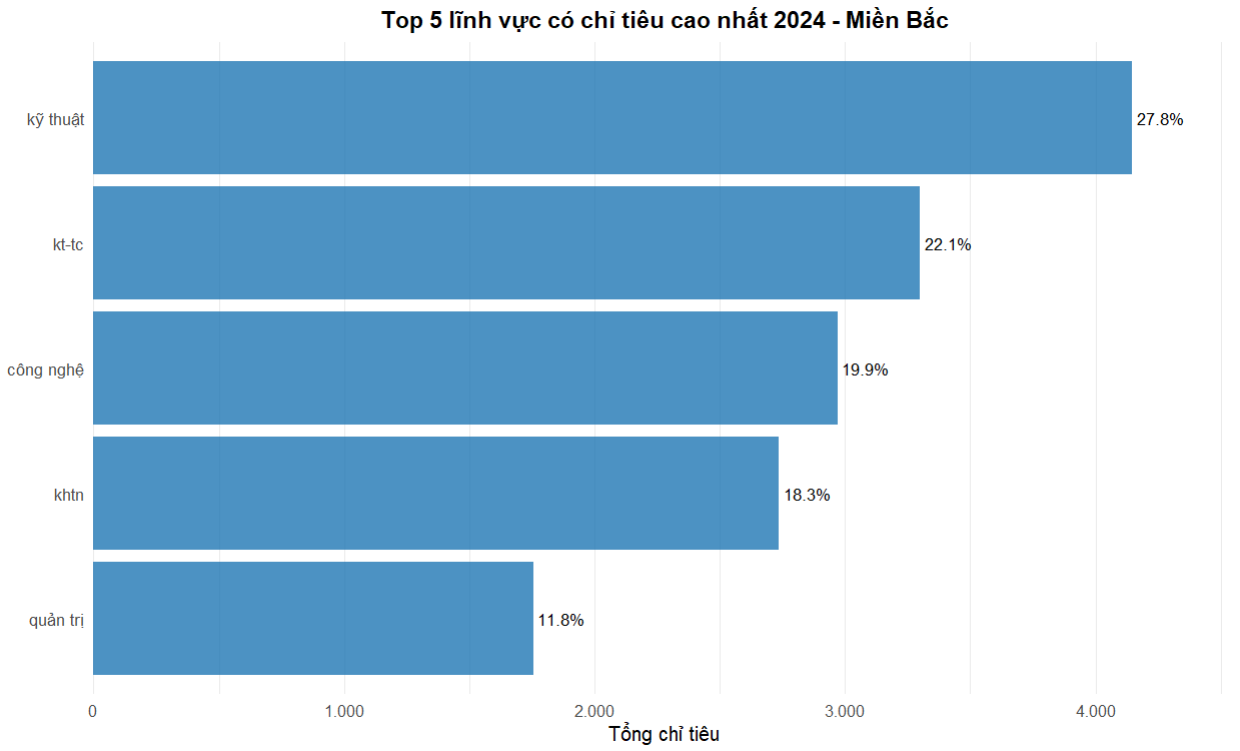 Top 5 lĩnh vực có chỉ tiêu cao nhất 2024 - Miền Bắc
kỹ thuật
27.8%
kt-tc
22.1%
công nghệ
19.9%
khtn
18.3%
quản trị
11.8%
0
1.000
2.000
3.000
4.000
Tổng chỉ tiêu